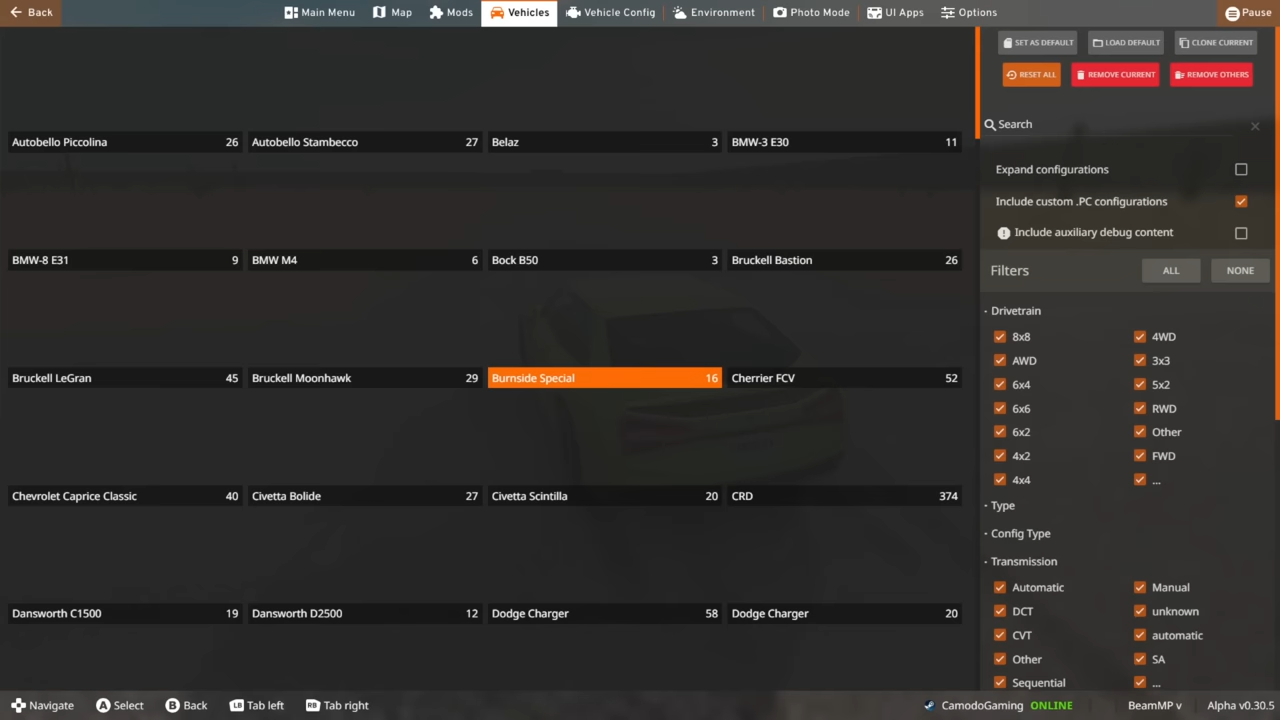 Back
Main Menu
Map
Mods
Vehicles
Vehicle Config
Environment
Photo Mode
UI Apps
Options
Pause
SET AS DEFAULT
LOAD DEFAULT
CLONE CURRENT
RESET ALL
REMOVE CURRENT
REMOVE OTHERS
Search
Expand configurations
Include custom .PC configurations
Include auxiliary debug content
Filters
ALL
NONE
- Drivetrain
8x8
4WD
AWD
3x3
6x4
5x2
6x6
RWD
6x2
Other
4x2
FWD
4x4
...
- Type
- Config Type
- Transmission
Automatic
Manual
DCT
unknown
CVT
automatic
Other
SA
Sequential
...
Autobello Piccolina 26
Autobello Stambecco 27
Belaz 3
BMW-3 E30 11
BMW-8 E31 9
BMW M4 6
Bock B50 3
Bruckell Bastion 26
Bruckell LeGran 45
Bruckell Moonhawk 29
Burnside Special 16
Cherrier FCV 52
Chevrolet Caprice Classic 40
Civetta Bolide 27
Civetta Scintilla 20
CRD 374
Dansworth C1500 19
Dansworth D2500 12
Dodge Charger 58
Dodge Charger 20
Navigate
A Select
B Back
LB Tab left
RB Tab right
CamodoGaming ONLINE
BeamMP v
Alpha v0.30.5